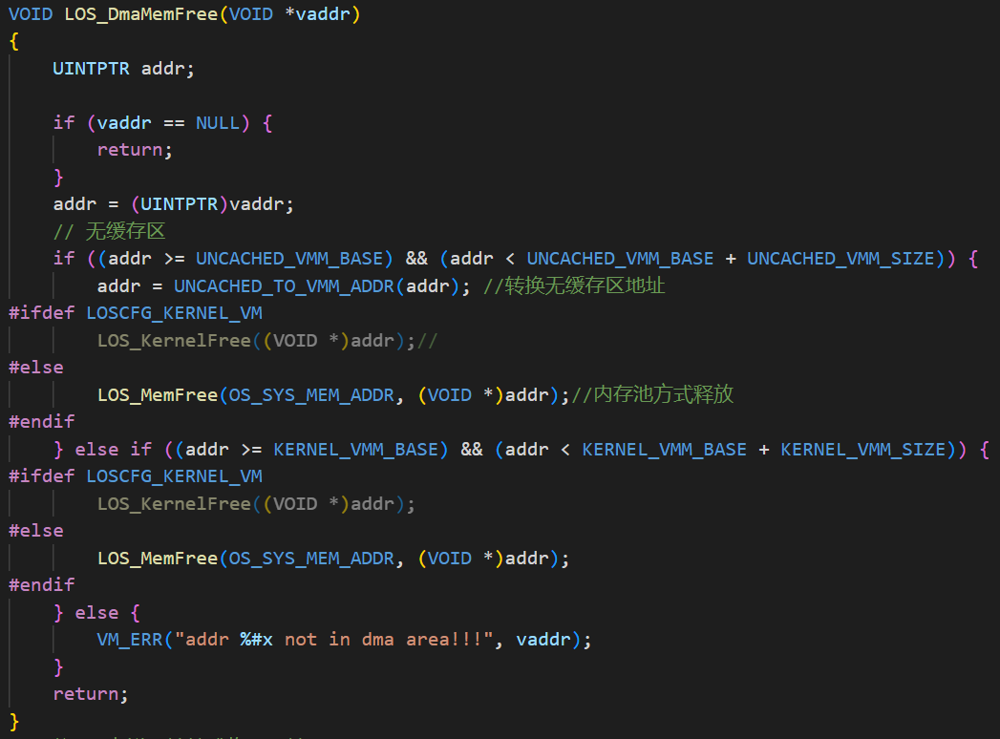 VOID LOS_DmaMemFree(VOID *vaddr)
{
    UINTPTR addr;
    if (vaddr == NULL) {
        return;
    }
    addr = (UINTPTR)vaddr;
    // 无缓存区
    if ((addr >= UNCACHED_VMM_BASE) && (addr < UNCACHED_VMM_BASE + UNCACHED_VMM_SIZE)) {
        addr = UNCACHED_TO_VMM_ADDR(addr); //转换无缓存区地址
#ifdef LOSCFG_KERNEL_VM
        LOS_KernelFree((VOID *)addr);//
#else
        LOS_MemFree(OS_SYS_MEM_ADDR, (VOID *)addr);//内存池方式释放
#endif
    } else if ((addr >= KERNEL_VMM_BASE) && (addr < KERNEL_VMM_BASE + KERNEL_VMM_SIZE)) {
#ifdef LOSCFG_KERNEL_VM
        LOS_KernelFree((VOID *)addr);
#else
        LOS_MemFree(OS_SYS_MEM_ADDR, (VOID *)addr);
#endif
    } else {
        VM_ERR("addr %#x not in dma area!!!", vaddr);
    }
    return;
}